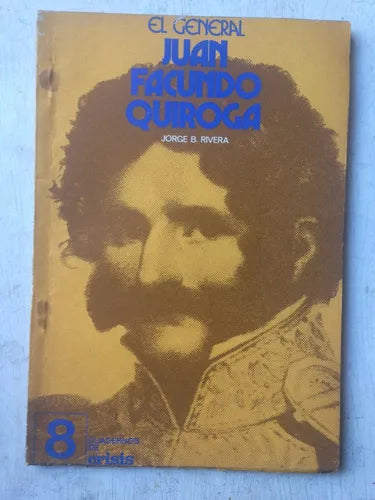 EL GENERAL
JUAN
FACUNDO
QUIROGA
JORGE B. RIVERA
8
CUADERNOS
DE
crisis